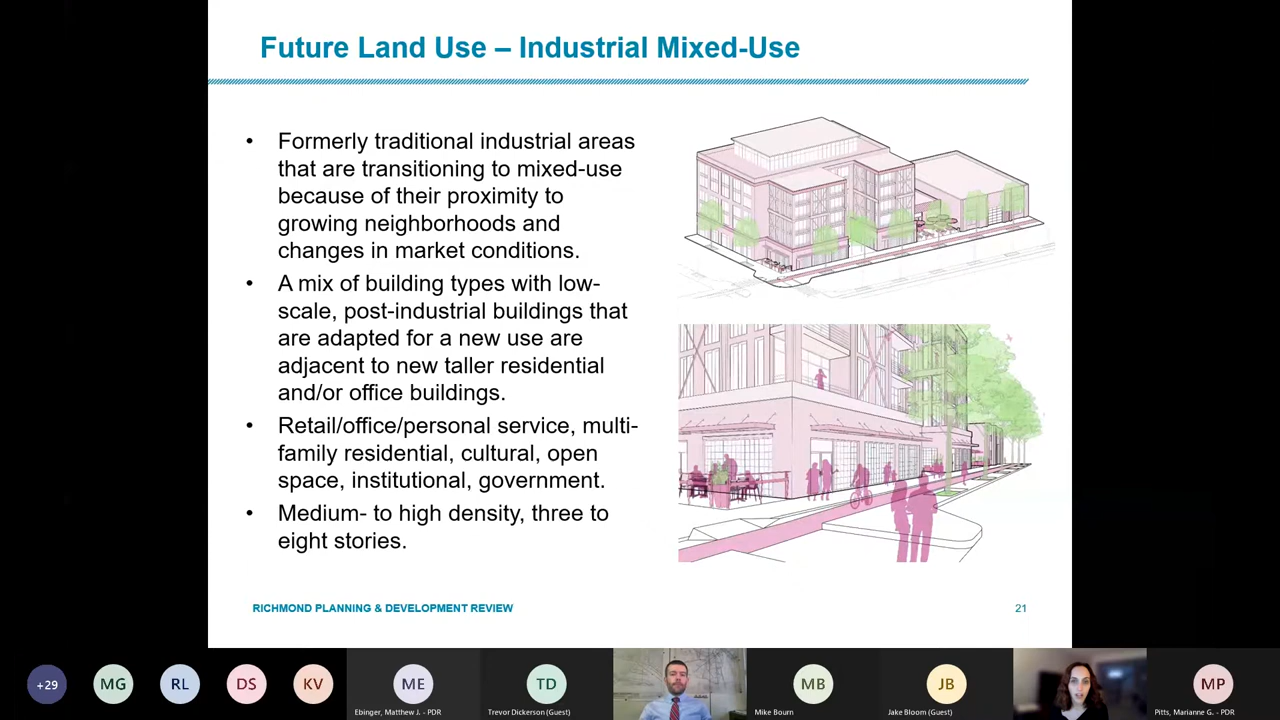 Future Land Use – Industrial Mixed-Use
• Formerly traditional industrial areas
that are transitioning to mixed-use
because of their proximity to
growing neighborhoods and
changes in market conditions.
• A mix of building types with low-
scale, post-industrial buildings that
are adapted for a new use are
adjacent to new taller residential
and/or office buildings.
• Retail/office/personal service, multi-
family residential, cultural, open
space, institutional, government.
• Medium- to high density, three to
eight stories.
RICHMOND PLANNING & DEVELOPMENT REVIEW
21
+29
MG
RL
DS
KV
ME
Ebinger, Matthew J. - PDR
TD
Trevor Dickerson (Guest)
MB
Mike Bourn
JB
Jake Bloom (Guest)
MP
Pitts, Marianne G. - PDR